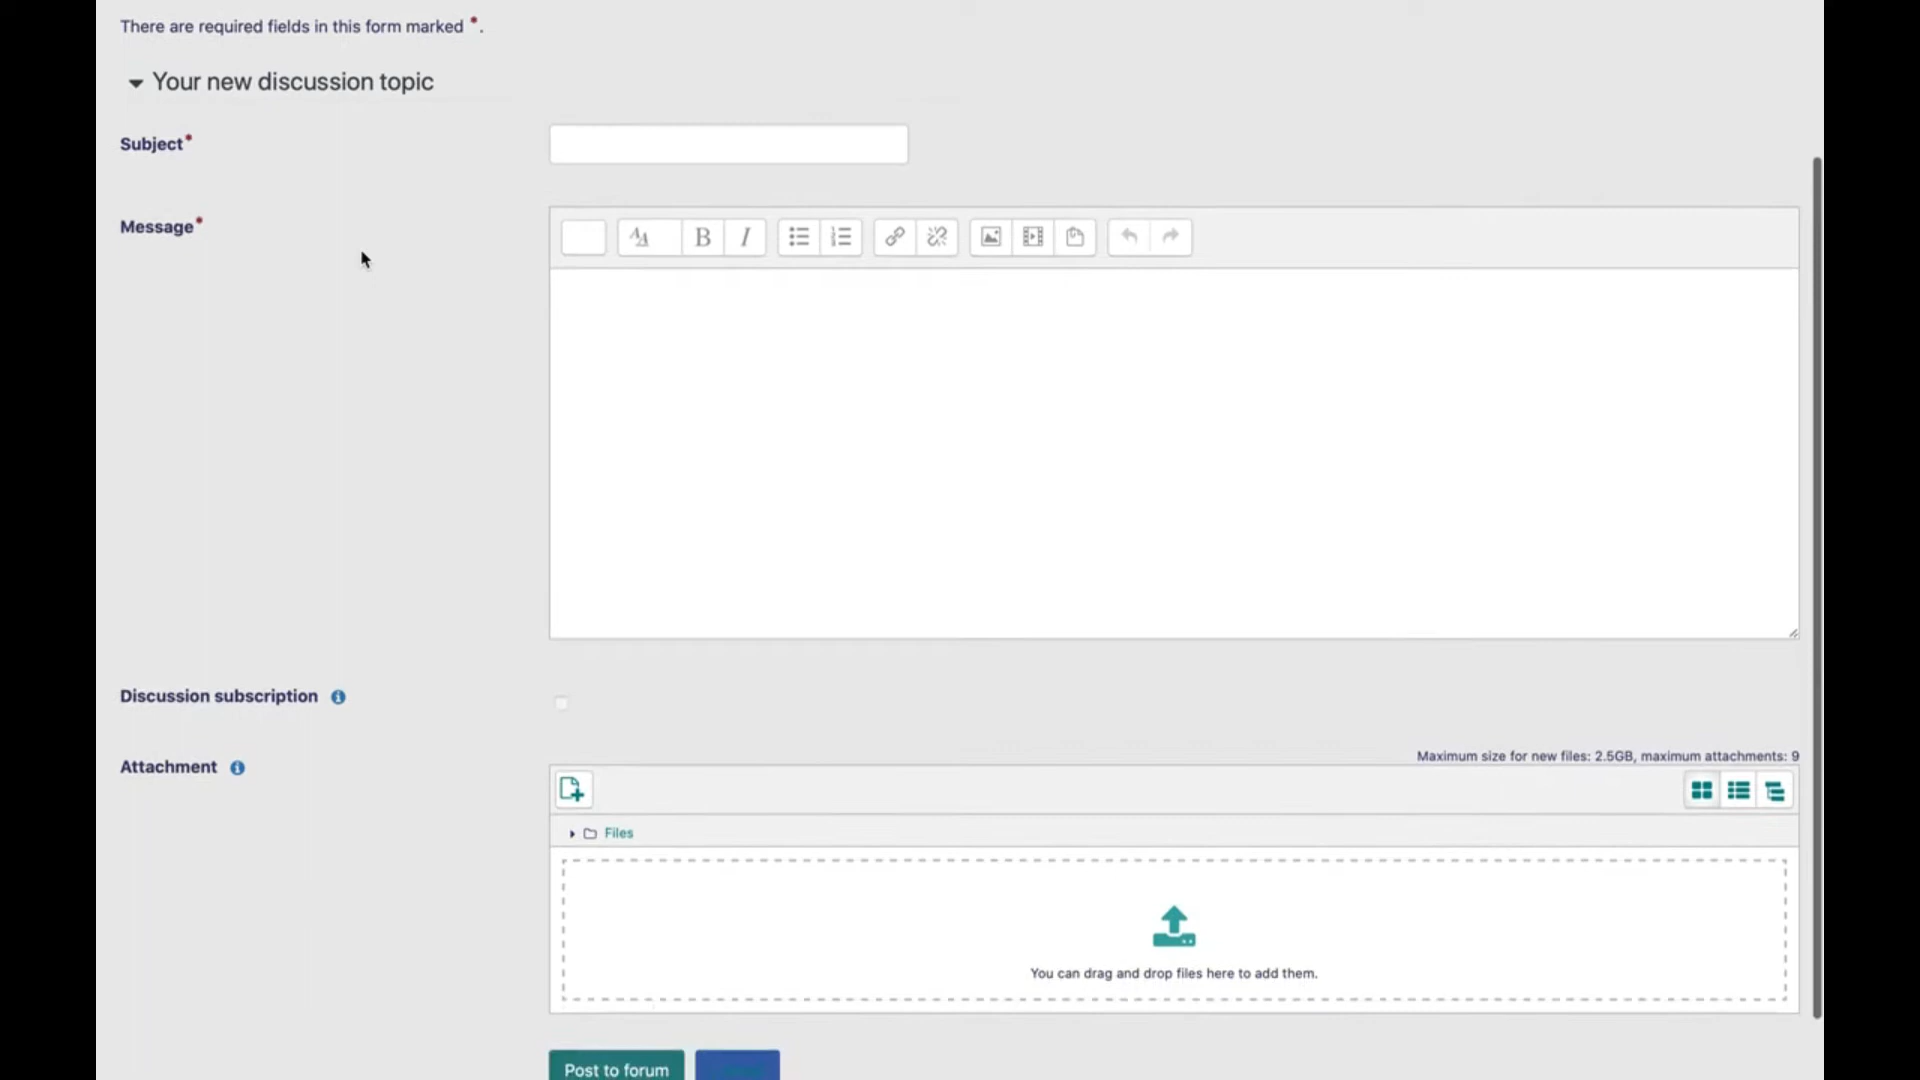 There are required fields in this form marked *.
Your new discussion topic
Subject*
Message*
B I
Discussion subscription
Attachment
Maximum size for new files: 2.5GB, maximum attachments: 9
Files
You can drag and drop files here to add them.
Post to forum